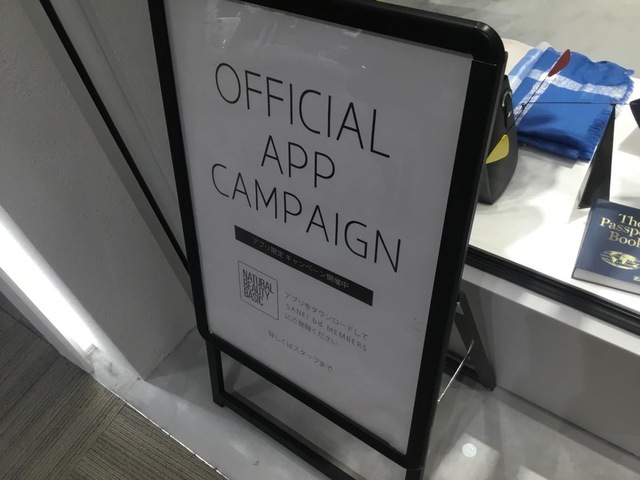 OFFICIAL
APP
CAMPAIGN
アプリ限定 キャンペーン開催中
NATURAL
BEAUTY
BASIC
アプリをダウンロードして
SANEI bd MEMBERS
にご登録ください
詳しくはスタッフまで
The
Passport
Book